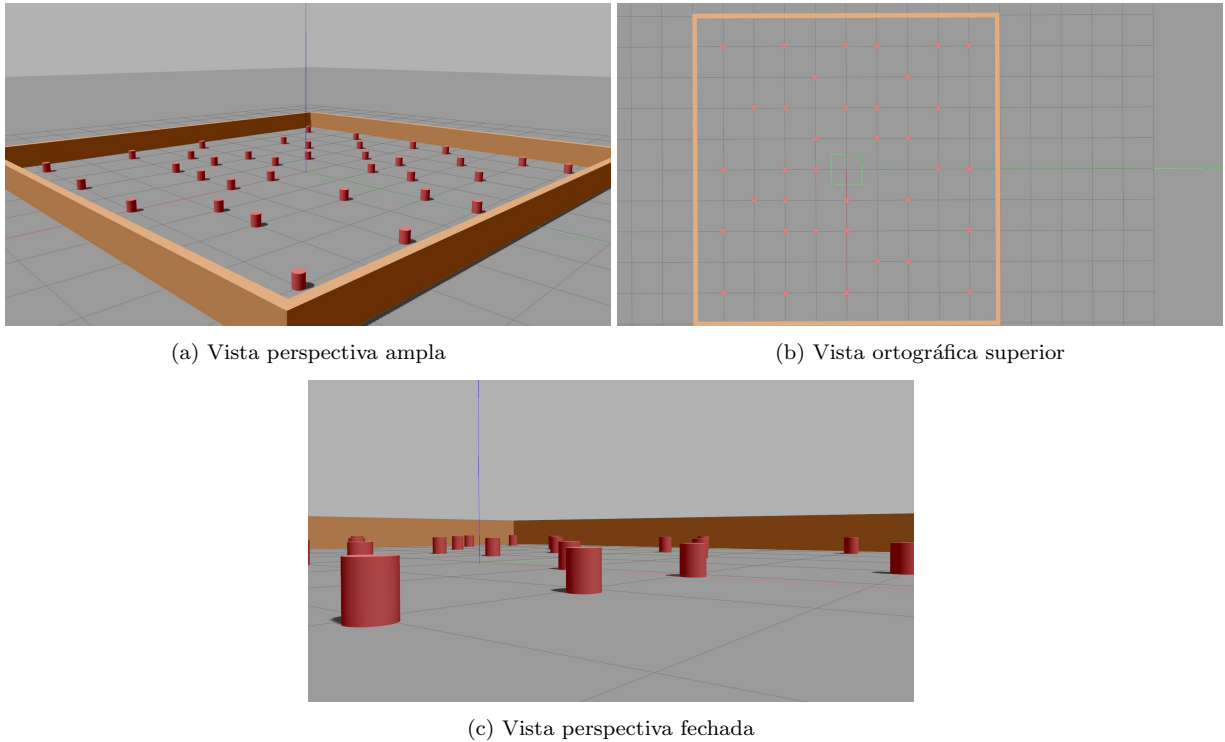 (a) Vista perspectiva ampla
(b) Vista ortográfica superior
(c) Vista perspectiva fechada